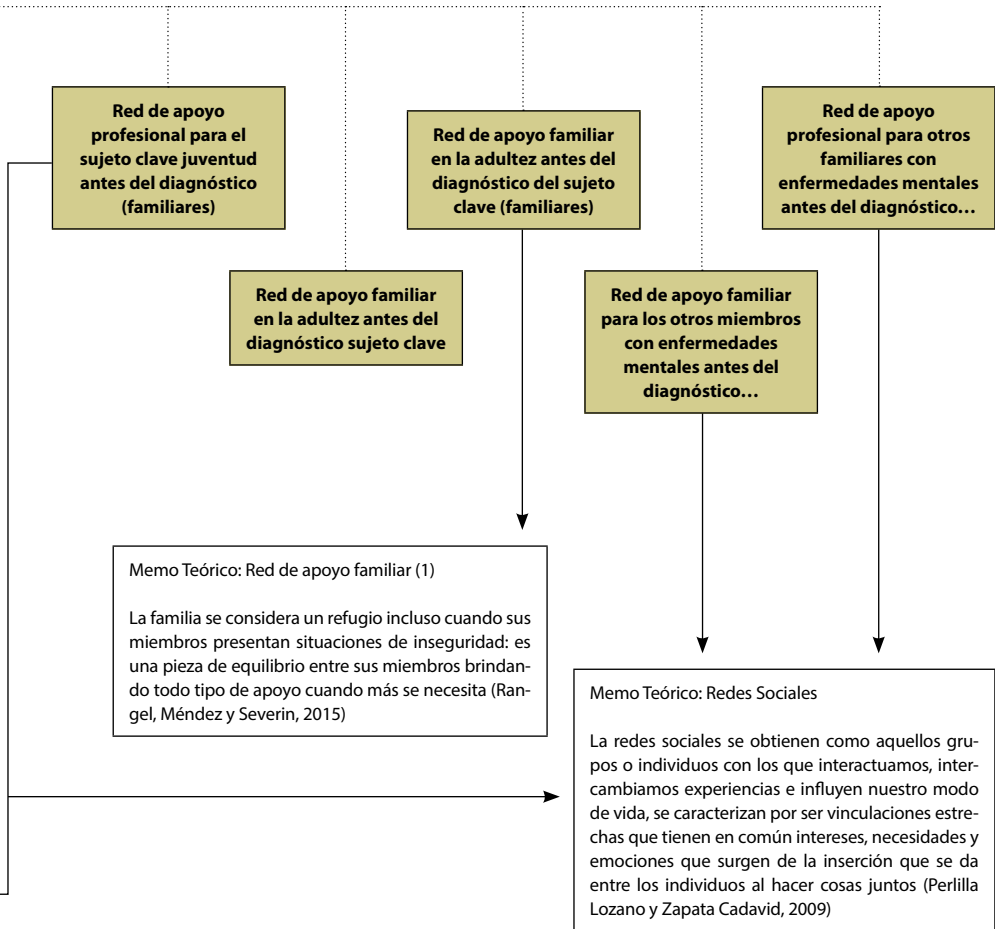 Red de apoyo
profesional para el
sujeto clave juventud
antes del diagnóstico
(familiares)
Red de apoyo familiar
en la adultez antes del
diagnóstico del sujeto
clave (familiares)
Red de apoyo
profesional para otros
familiares con
enfermedades mentales
antes del diagnóstico…
Red de apoyo familiar
en la adultez antes del
diagnóstico sujeto clave
Red de apoyo familiar
para los otros miembros
con enfermedades
mentales antes del
diagnóstico…
Memo Teórico: Red de apoyo familiar (1)
La familia se considera un refugio incluso cuando sus
miembros presentan situaciones de inseguridad: es
una pieza de equilibrio entre sus miembros brindan-
do todo tipo de apoyo cuando más se necesita (Ran-
gel, Méndez y Severin, 2015)
Memo Teórico: Redes Sociales
La redes sociales se obtienen como aquellos gru-
pos o individuos con los que interactuamos, inter-
cambiamos experiencias e influyen nuestro modo
de vida, se caracterizan por ser vinculaciones estre-
chas que tienen en común intereses, necesidades y
emociones que surgen de la inserción que se da
entre los individuos al hacer cosas juntos (Perlilla
Lozano y Zapata Cadavid, 2009)